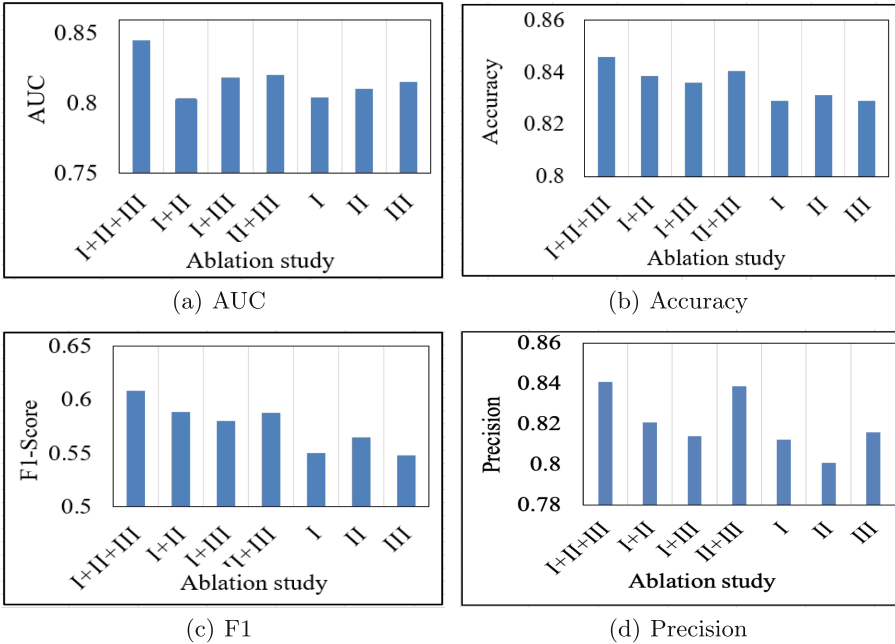 0.85
0.8
0.75
AUC
I+II+III
I+II
I+III
II+III
I
II
III
Ablation study
(a) AUC
0.86
0.84
0.82
0.8
Accuracy
I+II+III
I+II
I+III
II+III
I
II
III
Ablation study
(b) Accuracy
0.65
0.6
0.55
0.5
F1-Score
I+II+III
I+II
I+III
II+III
I
II
III
Ablation study
(c) F1
0.86
0.84
0.82
0.8
0.78
Precision
I+II+III
I+II
I+III
II+III
I
II
III
Ablation study
(d) Precision